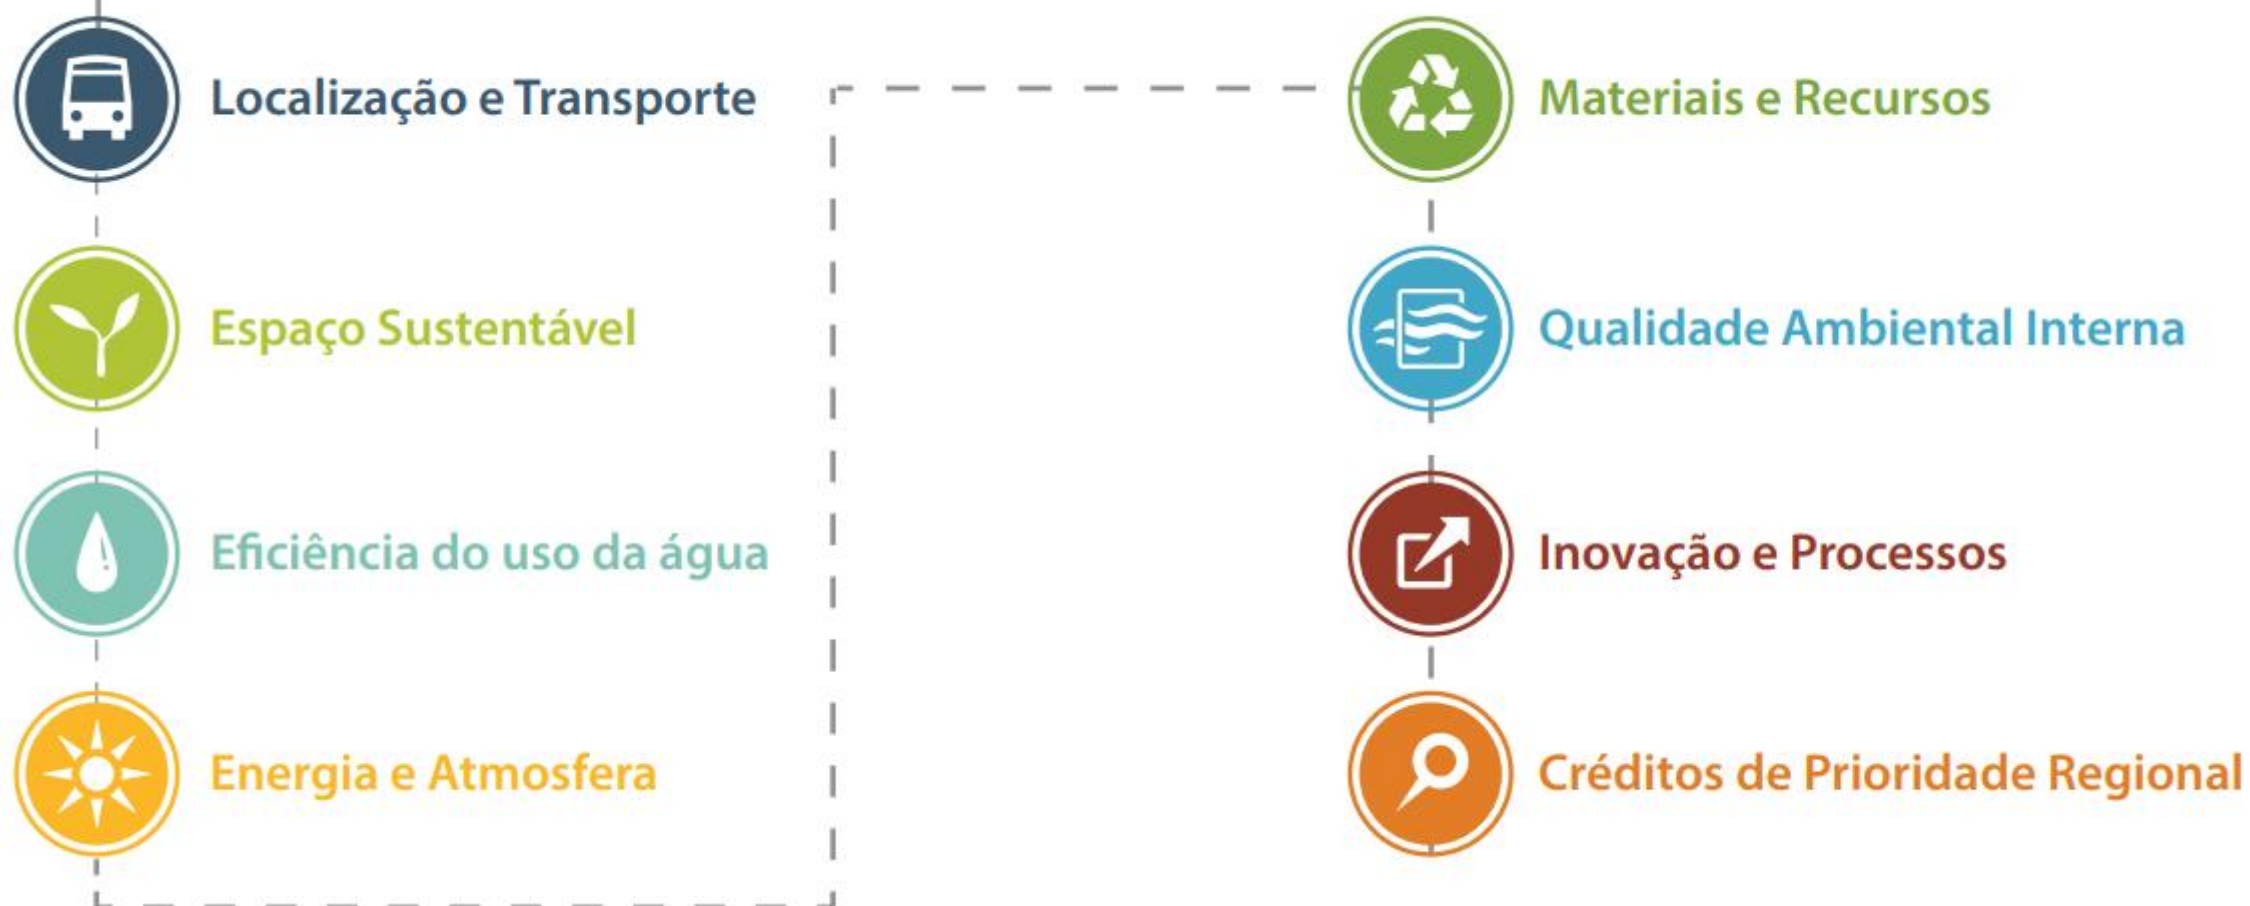 Localização e Transporte
Espaço Sustentável
Eficiência do uso da água
Energia e Atmosfera
Materiais e Recursos
Qualidade Ambiental Interna
Inovação e Processos
Créditos de Prioridade Regional